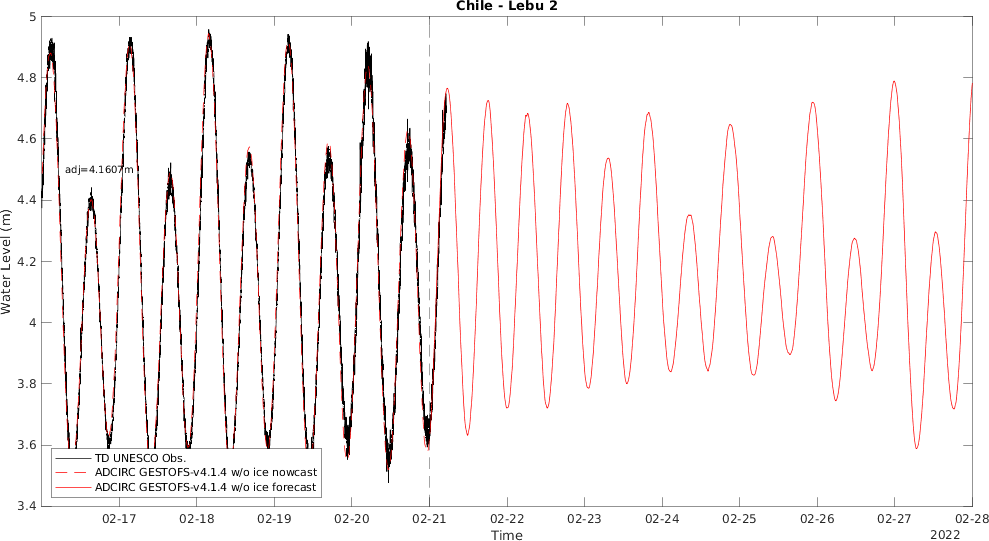 Chile - Lebu 2
5
4.8
4.6
4.4
4.2
4
3.8
3.6
3.4
Water Level (m)
adj=4.1607m
TD UNESCO Obs.
ADCIRC GESTOFS-v4.1.4 w/o ice nowcast
ADCIRC GESTOFS-v4.1.4 w/o ice forecast
02-17 02-18 02-19 02-20 02-21 02-22 02-23 02-24 02-25 02-26 02-27 02-28
Time
2022